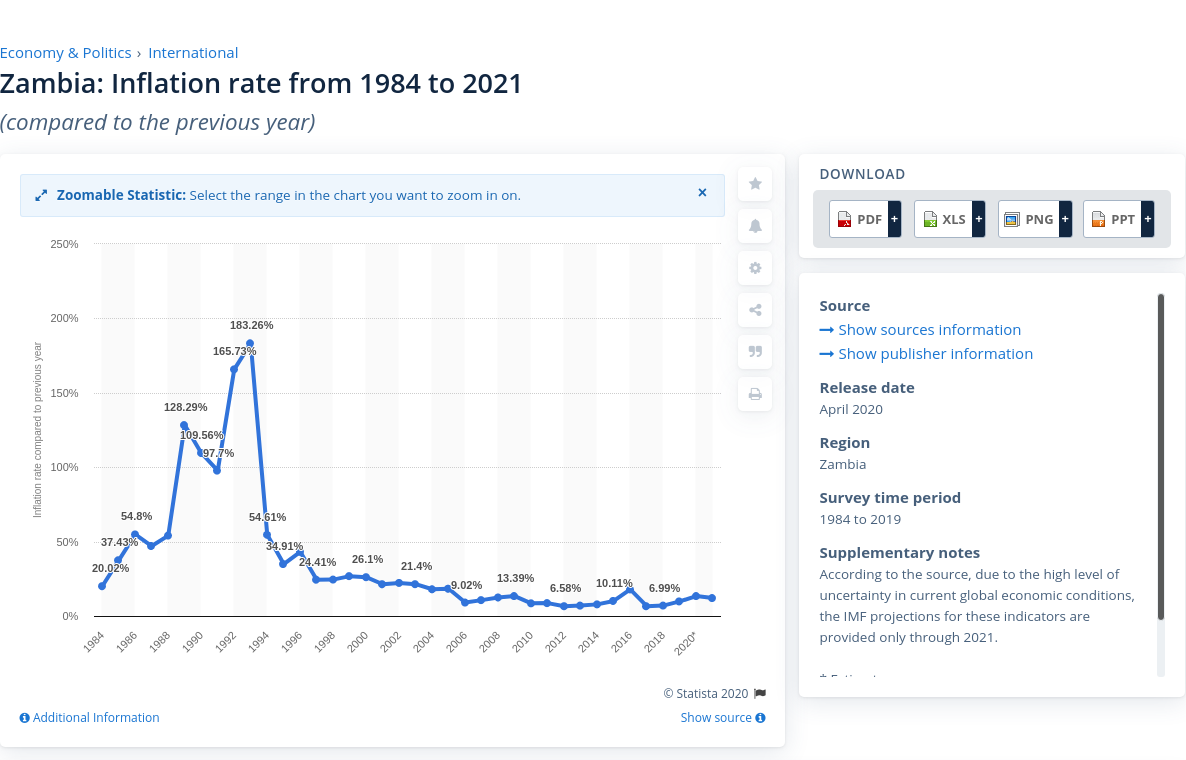 Economy & Politics › International
Zambia: Inflation rate from 1984 to 2021
(compared to the previous year)
Zoomable Statistic: Select the range in the chart you want to zoom in on.
×
Inflation rate compared to previous year
250%
200%
150%
100%
50%
0%
20.02%
37.43%
54.8%
128.29%
109.56%
97.7%
165.73%
183.26%
54.61%
34.91%
24.41%
26.1%
21.4%
9.02%
13.39%
6.58%
10.11%
6.99%
1984
1986
1988
1990
1992
1994
1996
1998
2000
2002
2004
2006
2008
2010
2012
2014
2016
2018
2020*
© Statista 2020
Additional Information
Show source
DOWNLOAD
PDF + XLS + PNG + PPT +
Source
Show sources information
Show publisher information
Release date
April 2020
Region
Zambia
Survey time period
1984 to 2019
Supplementary notes
According to the source, due to the high level of
uncertainty in current global economic conditions,
the IMF projections for these indicators are
provided only through 2021.